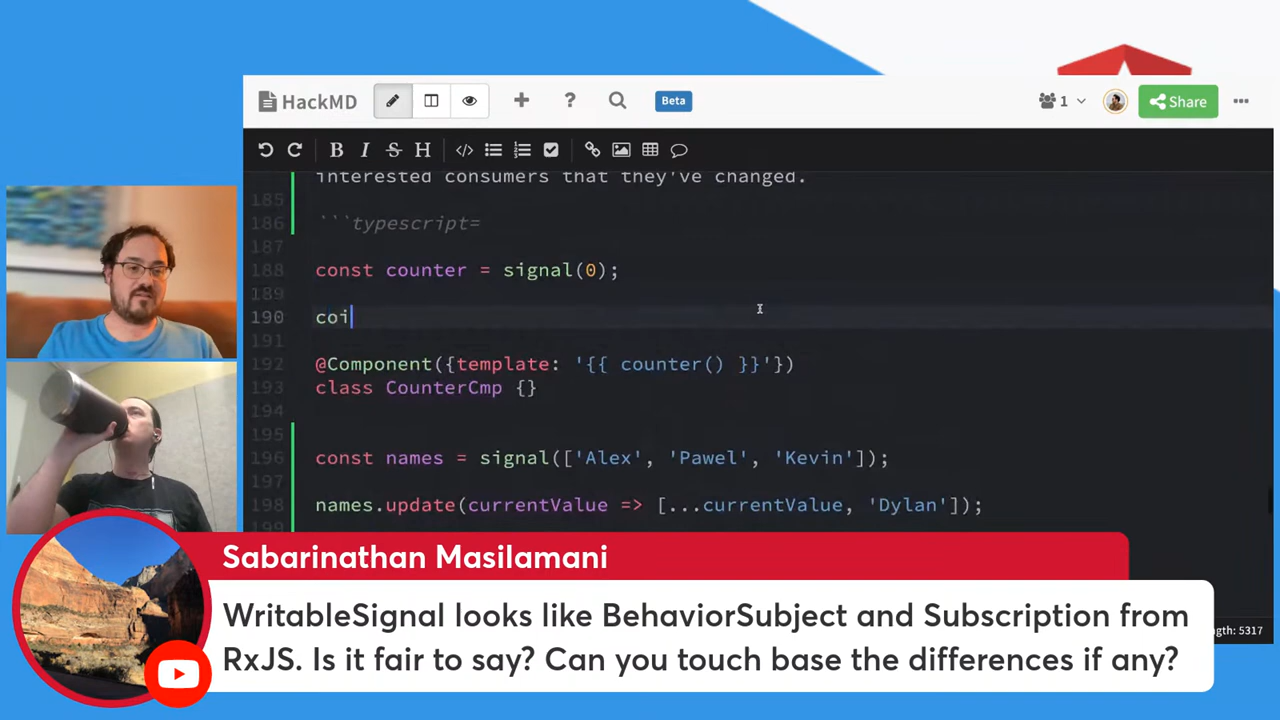 HackMD
Beta
1
Share
interested consumers that they've changed.
185
186 ```typescript=
187
188 const counter = signal(0);
189
190 coi
191
192 @Component({template: '{{ counter() }}'})
193 class CounterCmp {}
194
195
196 const names = signal(['Alex', 'Pawel', 'Kevin']);
197
198 names.update(currentValue => [...currentValue, 'Dylan']);
199
Sabarinathan Masilamani
WritableSignal looks like BehaviorSubject and Subscription from
RxJS. Is it fair to say? Can you touch base the differences if any?
gth: 5317